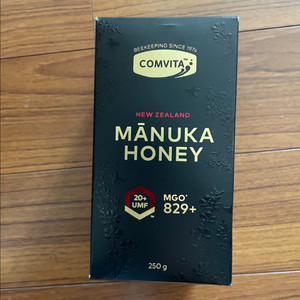 BEEKEEPING SINCE 1974
COMVITA
NEW ZEALAND
MĀNUKA
HONEY
20+
UMF
MGO*
829+
250 g